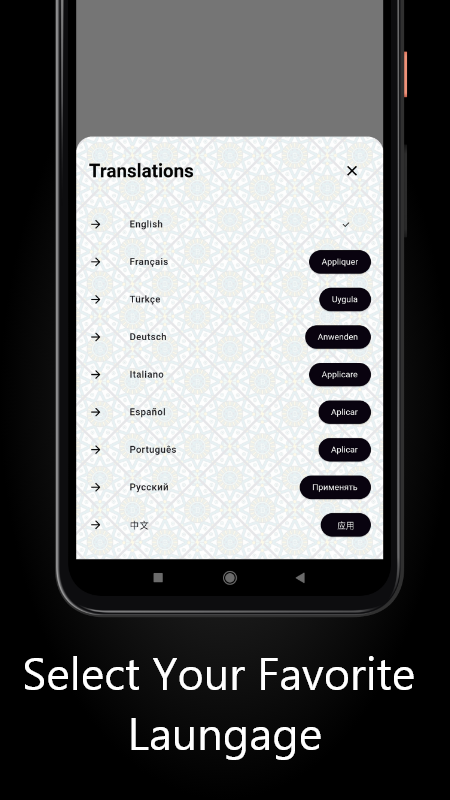 Translations
English
Français Appliquer
Türkçe Uygula
Deutsch Anwenden
Italiano Applicare
Español Aplicar
Português Aplicar
Русский Применять
中文 应用
Select Your Favorite
Laungage